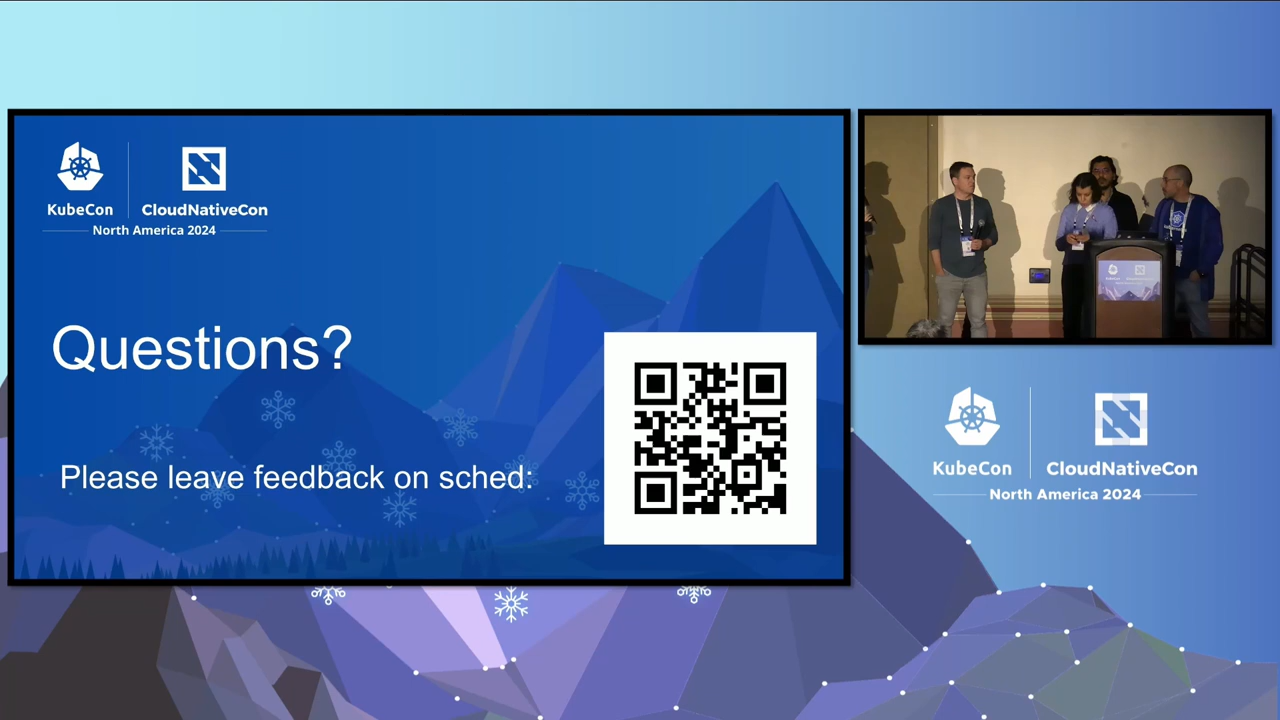 KubeCon
CloudNativeCon
North America 2024
Questions?
Please leave feedback on sched:
KubeCon
CloudNativeCon
North America 2024